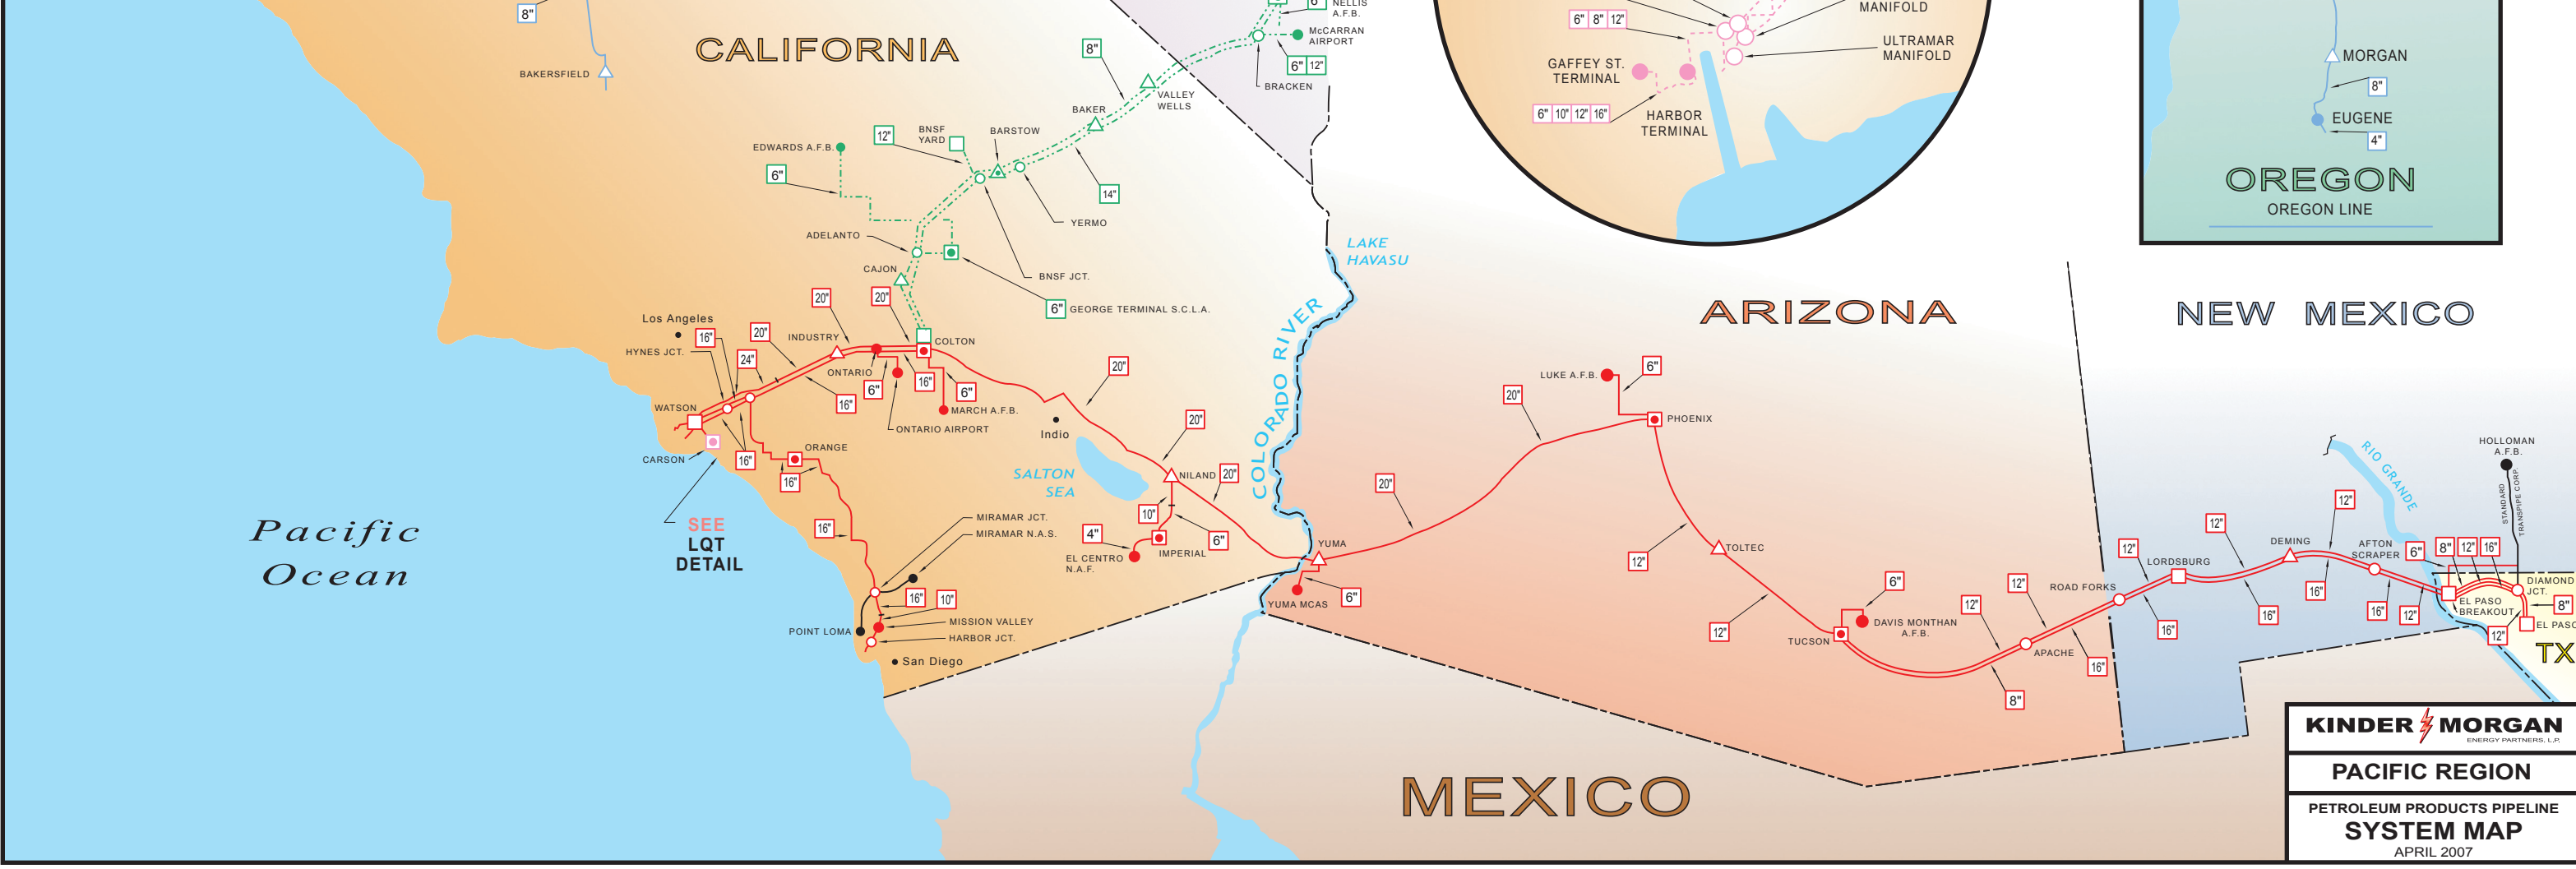 8"
BAKERSFIELD
CALIFORNIA
8"
NELLIS
A.F.B.
6"
McCARRAN
AIRPORT
6" 12"
BRACKEN
VALLEY
WELLS
BAKER
14"
BARSTOW
BNSF
YARD
12"
EDWARDS A.F.B.
6"
YERMO
ADELANTO
BNSF JCT.
CAJON
6" GEORGE TERMINAL S.C.L.A.
6" 8" 12"
MANIFOLD
ULTRAMAR
MANIFOLD
GAFFEY ST.
TERMINAL
6" 10" 12" 16"
HARBOR
TERMINAL
MORGAN
8"
EUGENE
4"
OREGON
OREGON LINE
LAKE
HAVASU
COLORADO RIVER
ARIZONA
NEW MEXICO
Los Angeles
HYNES JCT.
16"
24"
20"
INDUSTRY
20"
20"
COLTON
ONTARIO
6"
16"
6"
16"
MARCH A.F.B.
ONTARIO AIRPORT
WATSON
CARSON
16"
ORANGE
16"
SEE
LQT
DETAIL
16"
MIRAMAR JCT.
MIRAMAR N.A.S.
16"
10"
POINT LOMA
MISSION VALLEY
HARBOR JCT.
San Diego
Pacific
Ocean
Indio
20"
SALTON
SEA
20"
NILAND
20"
10"
4"
6"
IMPERIAL
EL CENTRO
N.A.F.
YUMA
YUMA MCAS
6"
20"
20"
LUKE A.F.B.
6"
PHOENIX
12"
TOLTEC
12"
TUCSON
6"
DAVIS MONTHAN
A.F.B.
12"
8"
12"
APACHE
16"
ROAD FORKS
12"
LORDSBURG
16"
12"
16"
DEMING
12"
16"
AFTON
SCRAPER
16"
12"
6"
8" 12" 16"
RIO GRANDE
HOLLOMAN
A.F.B.
STANDARD
TRANSPIPE CORP.
DIAMOND
JCT.
EL PASO
BREAKOUT
8"
12"
EL PASO
TX
MEXICO
KINDER MORGAN
ENERGY PARTNERS, L.P.
PACIFIC REGION
PETROLEUM PRODUCTS PIPELINE
SYSTEM MAP
APRIL 2007